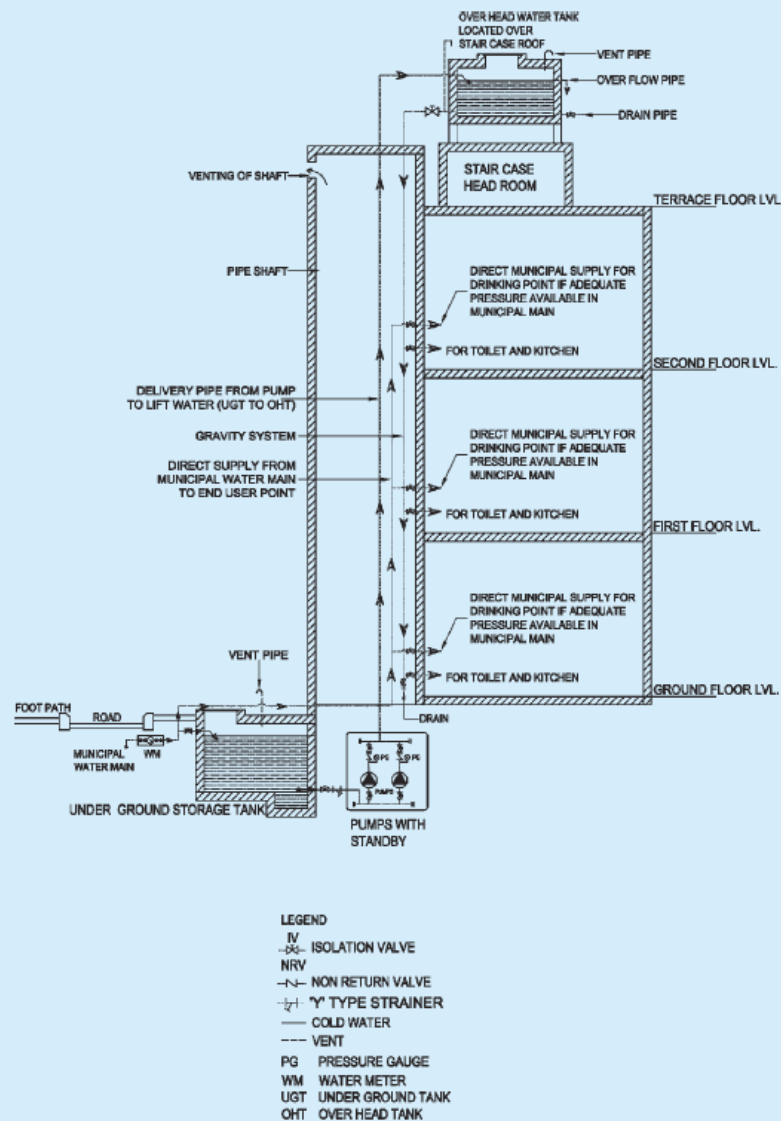 OVER HEAD WATER TANK
LOCATED OVER
STAIR CASE ROOF
VENT PIPE
OVER FLOW PIPE
DRAIN PIPE
STAIR CASE
HEAD ROOM
VENTING OF SHAFT
TERRACE FLOOR LVL.
PIPE SHAFT
DIRECT MUNICIPAL SUPPLY FOR
DRINKING POINT IF ADEQUATE
PRESSURE AVAILABLE IN
MUNICIPAL MAIN
FOR TOILET AND KITCHEN
SECOND FLOOR LVL.
DELIVERY PIPE FROM PUMP
TO LIFT WATER (UGT TO OHT)
GRAVITY SYSTEM
DIRECT SUPPLY FROM
MUNICIPAL WATER MAIN
TO END USER POINT
DIRECT MUNICIPAL SUPPLY FOR
DRINKING POINT IF ADEQUATE
PRESSURE AVAILABLE IN
MUNICIPAL MAIN
FOR TOILET AND KITCHEN
FIRST FLOOR LVL.
DIRECT MUNICIPAL SUPPLY FOR
DRINKING POINT IF ADEQUATE
PRESSURE AVAILABLE IN
MUNICIPAL MAIN
FOR TOILET AND KITCHEN
GROUND FLOOR LVL.
VENT PIPE
FOOT PATH
ROAD
DRAIN
MUNICIPAL
WATER MAIN
WM
PG
PG
PUMPS
UNDER GROUND STORAGE TANK
PUMPS WITH
STANDBY
LEGEND
IV
ISOLATION VALVE
NRV
NON RETURN VALVE
'Y' TYPE STRAINER
COLD WATER
VENT
PG PRESSURE GAUGE
WM WATER METER
UGT UNDER GROUND TANK
OHT OVER HEAD TANK